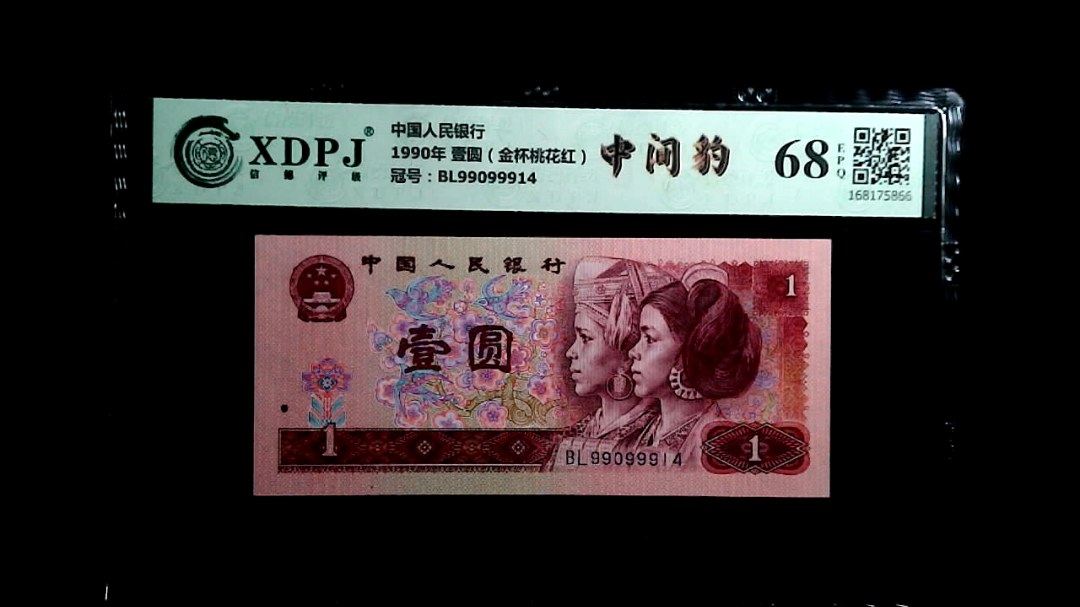 XDPJ®
信德评级
中国人民银行
1990年 壹圆（金杯桃花红）
冠号：BL99099914
中间豹
68
EPQ
168175866
中国人民银行
1
壹圆
1
BL99099914
1